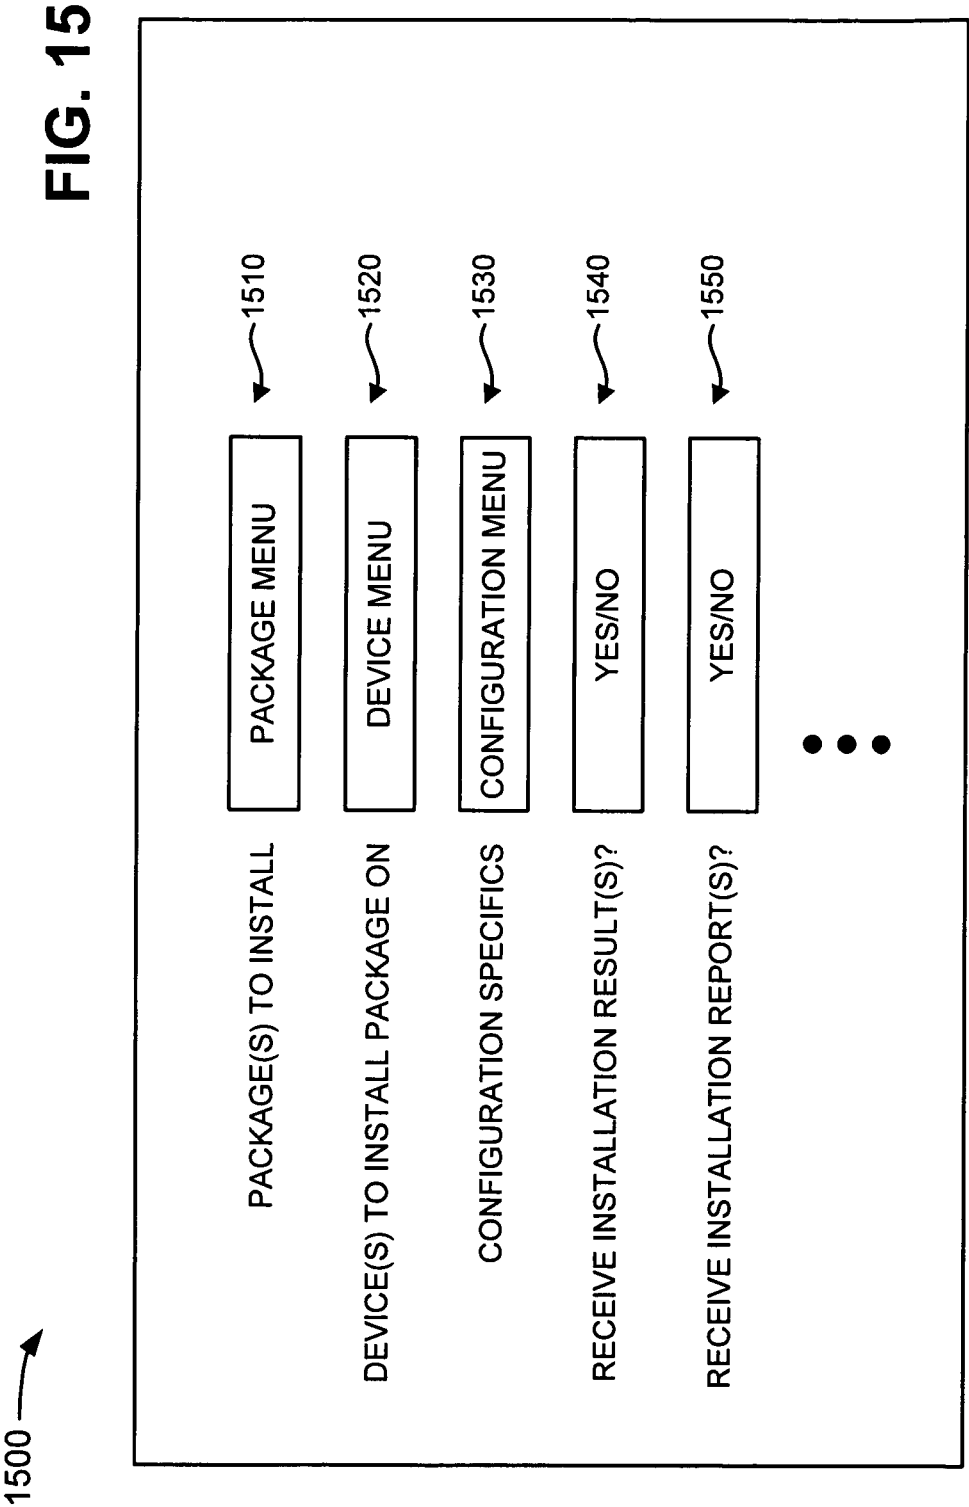 FIG. 15
1500
PACKAGE(S) TO INSTALL PACKAGE MENU 1510
DEVICE(S) TO INSTALL PACKAGE ON DEVICE MENU 1520
CONFIGURATION SPECIFICS CONFIGURATION MENU 1530
RECEIVE INSTALLATION RESULT(S)? YES/NO 1540
RECEIVE INSTALLATION REPORT(S)? YES/NO 1550